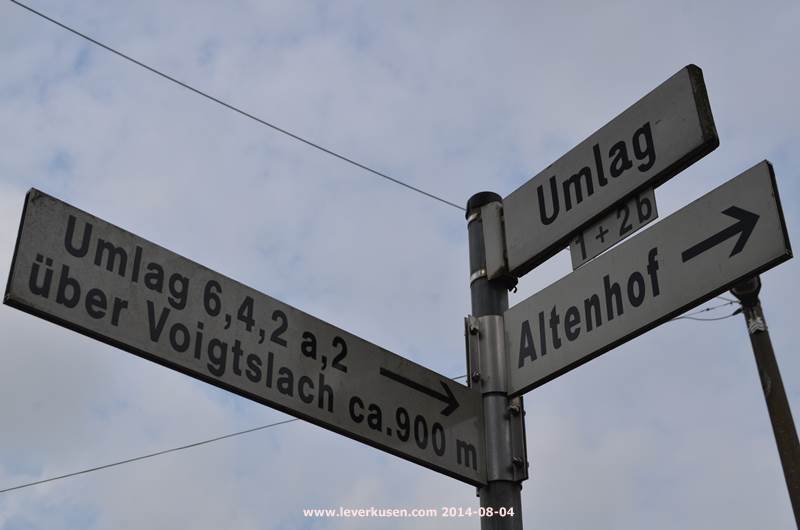 Umlag 6,4,2 a,2
über Voigtslach ca.900 m
Umlag
1+2b
Altenhof
www.leverkusen.com 2014-08-04